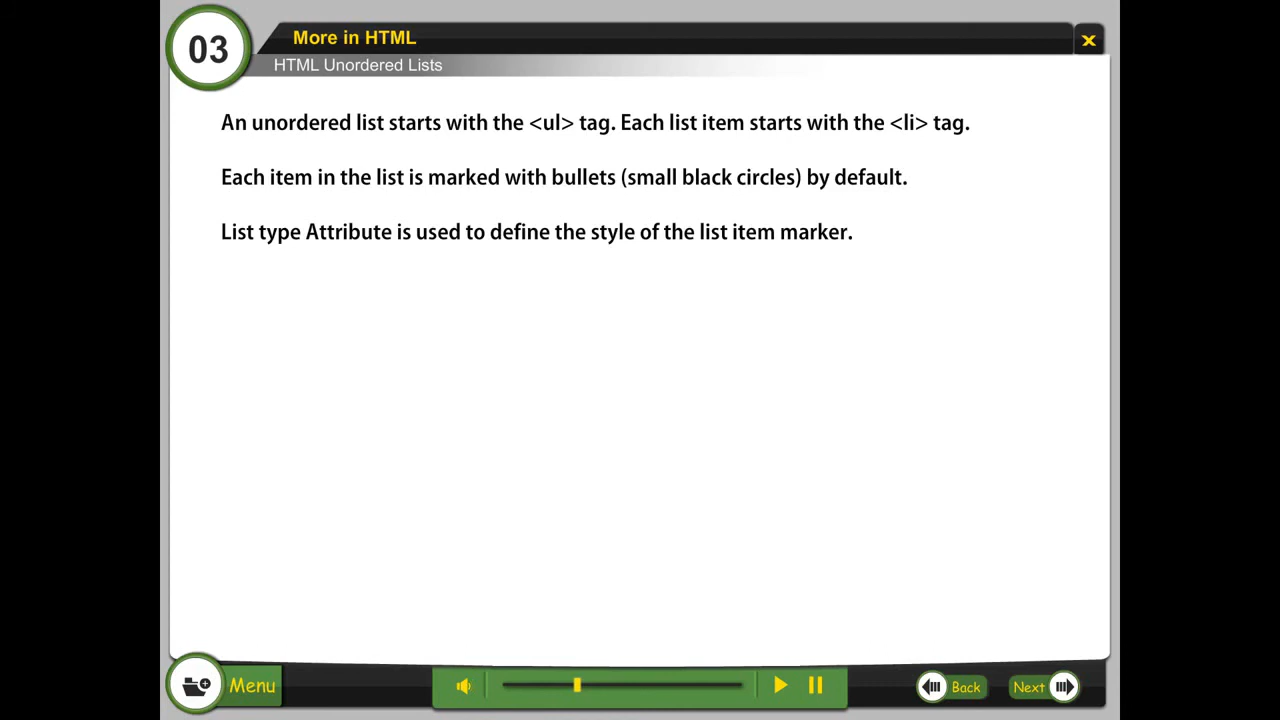 03
More in HTML
x
HTML Unordered Lists
An unordered list starts with the <ul> tag. Each list item starts with the <li> tag.
Each item in the list is marked with bullets (small black circles) by default.
List type Attribute is used to define the style of the list item marker.
Menu
Back
Next